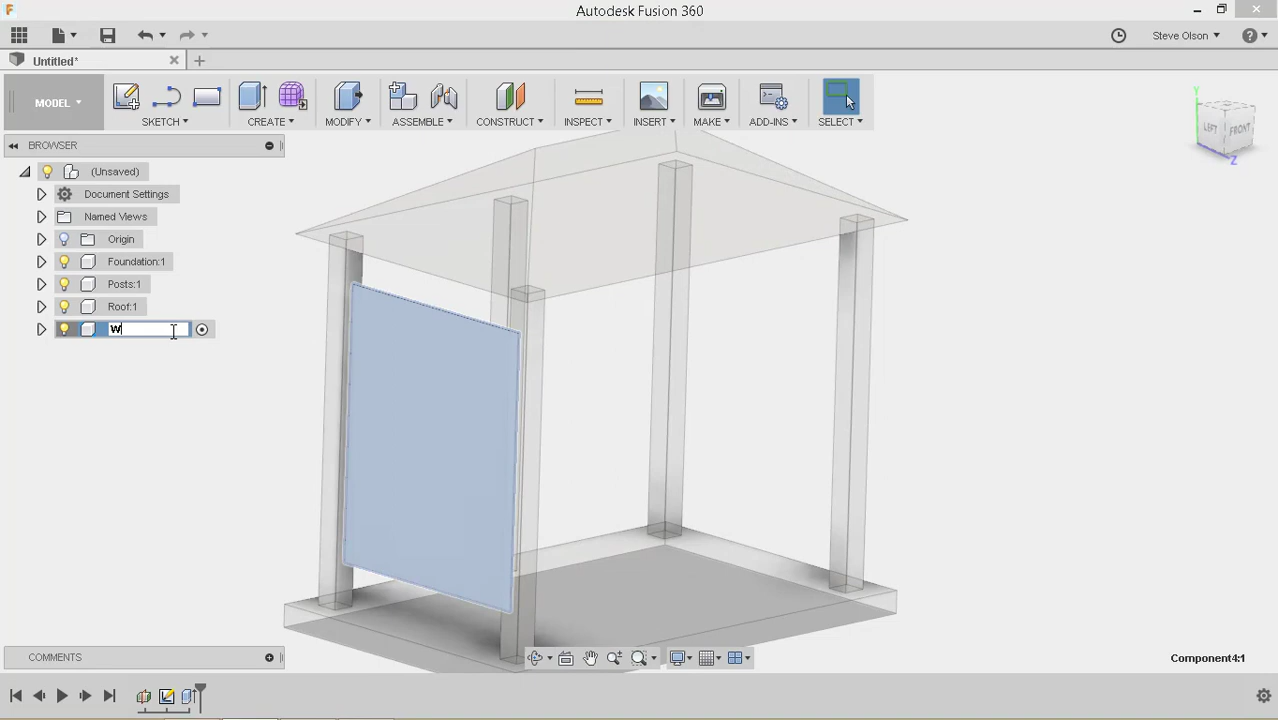 Autodesk Fusion 360
Steve Olson
Untitled*
MODEL
SKETCH
CREATE
MODIFY
ASSEMBLE
CONSTRUCT
INSPECT
INSERT
MAKE
ADD-INS
SELECT
Y
LEFT
FRONT
Z
BROWSER
(Unsaved)
Document Settings
Named Views
Origin
Foundation:1
Posts:1
Roof:1
W
COMMENTS
Component4:1